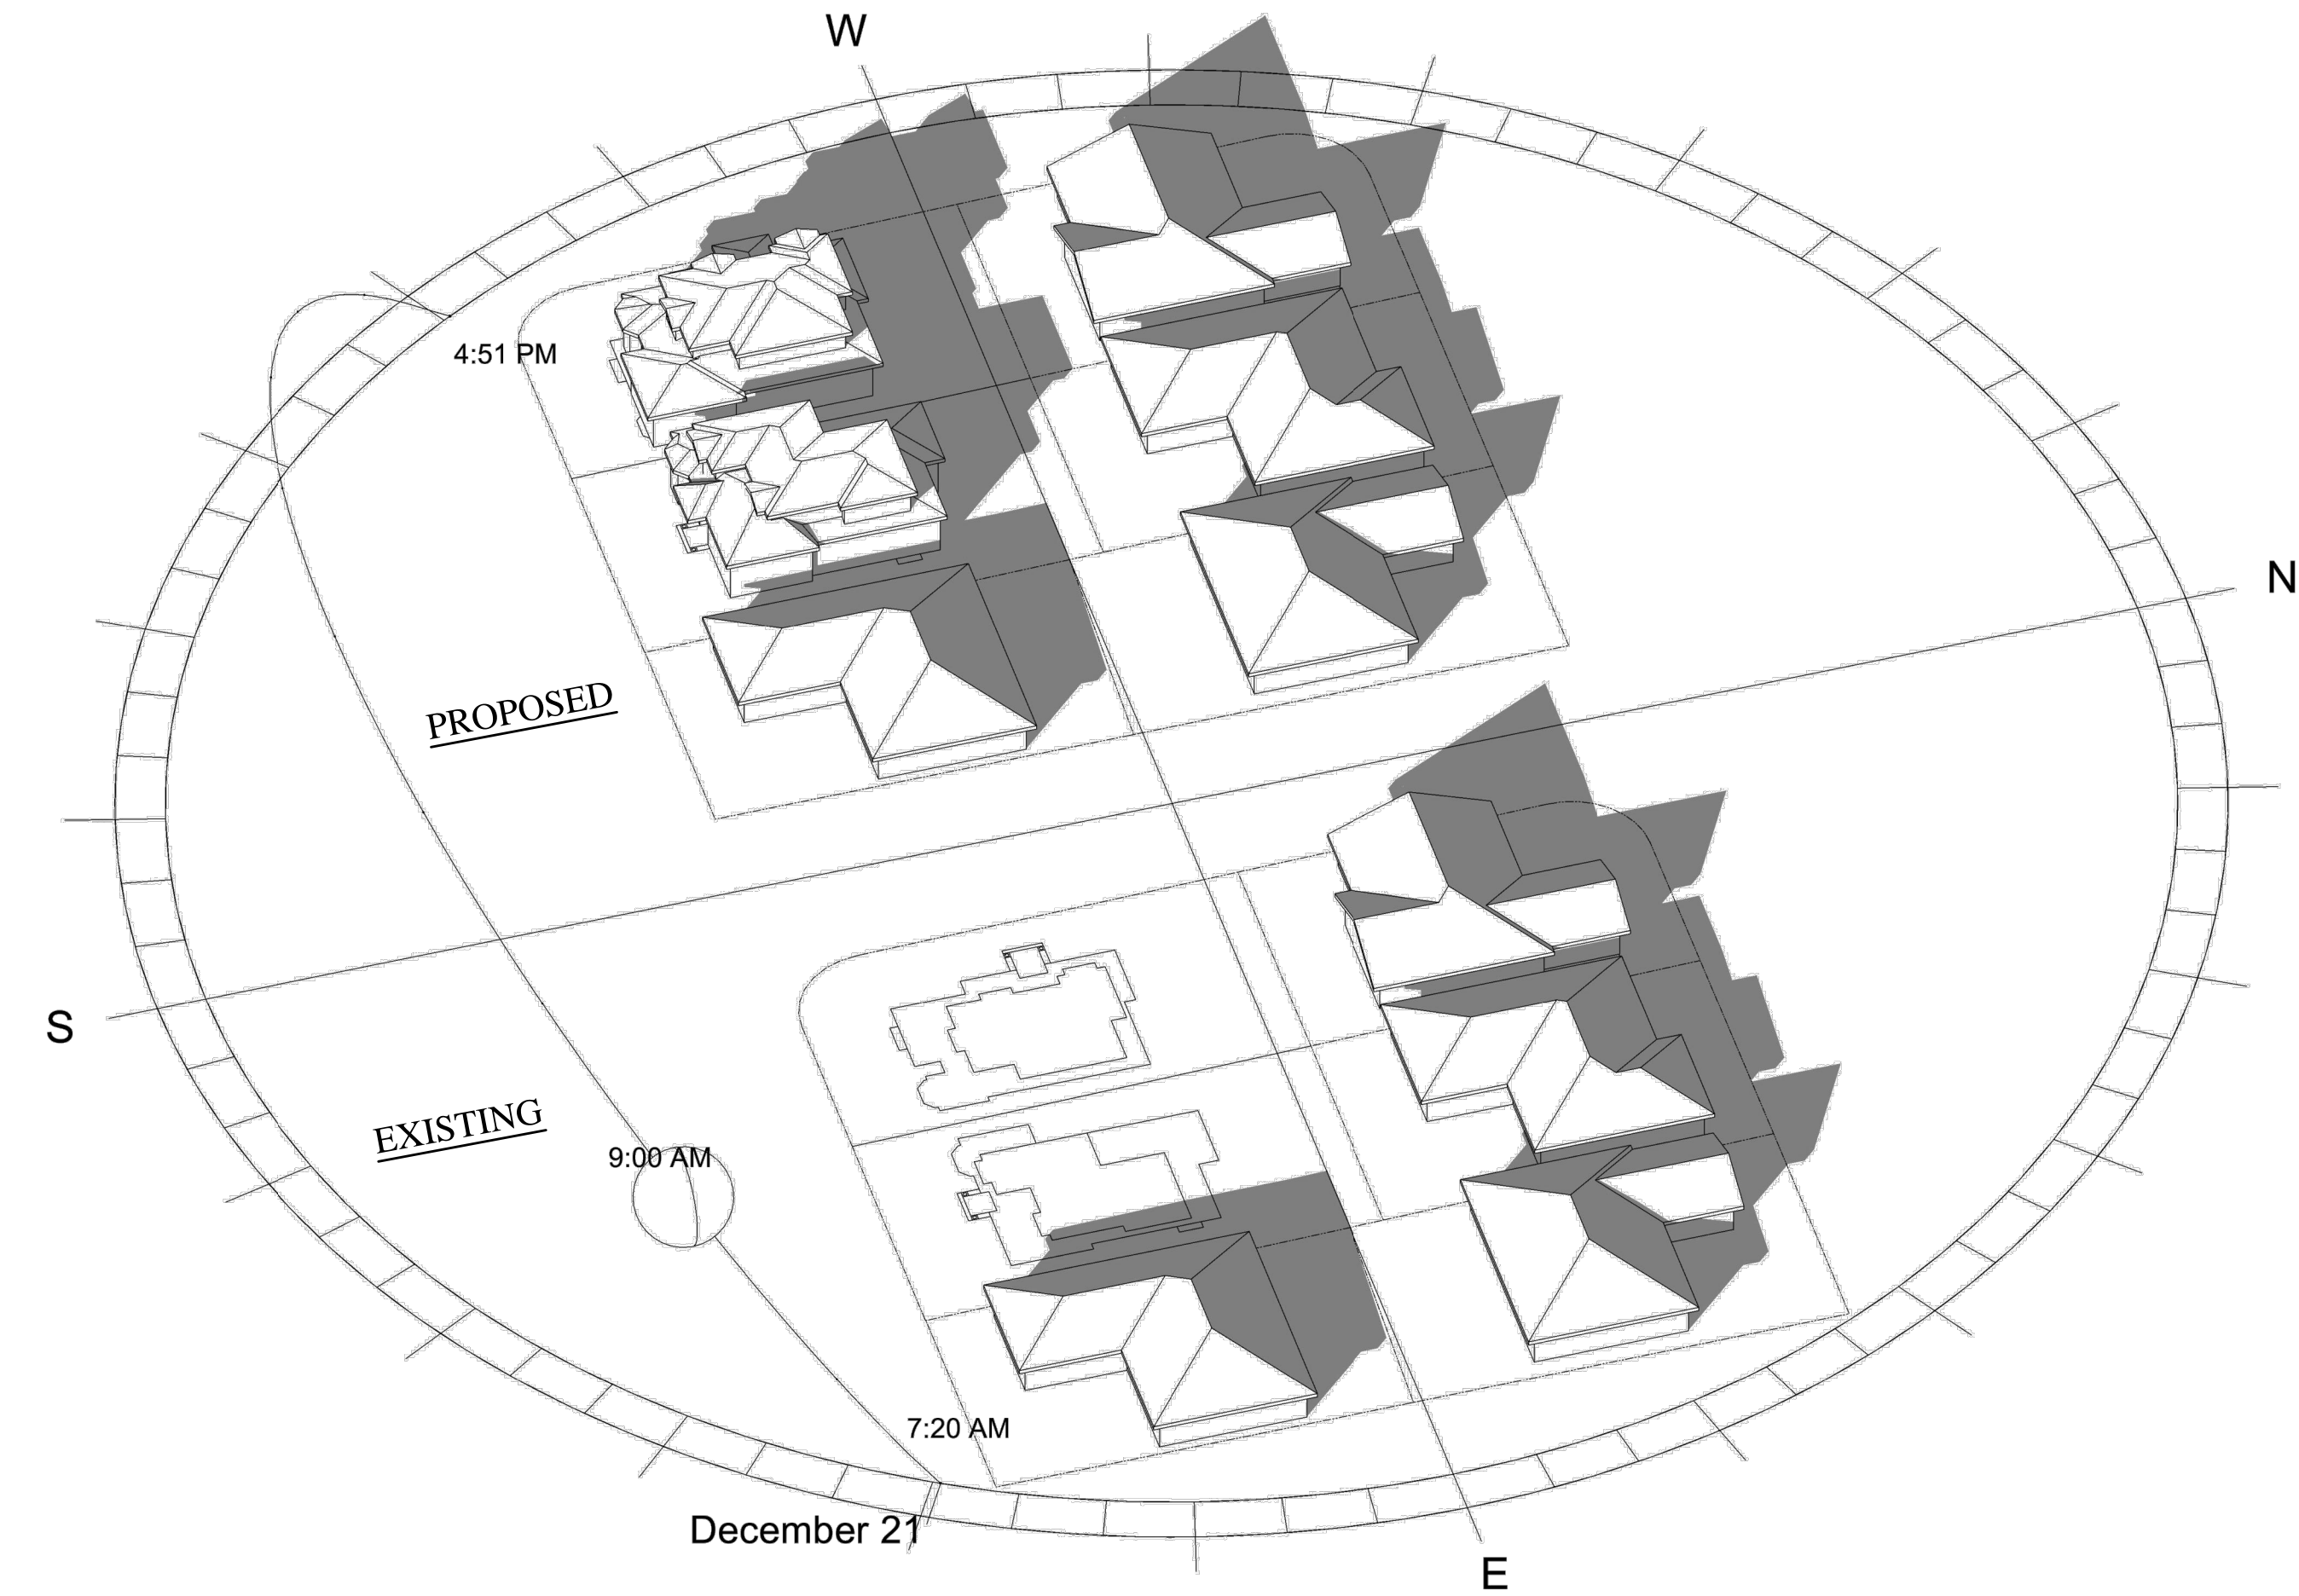 W
4:51 PM
N
PROPOSED
S
EXISTING
9:00 AM
7:20 AM
December 21
E